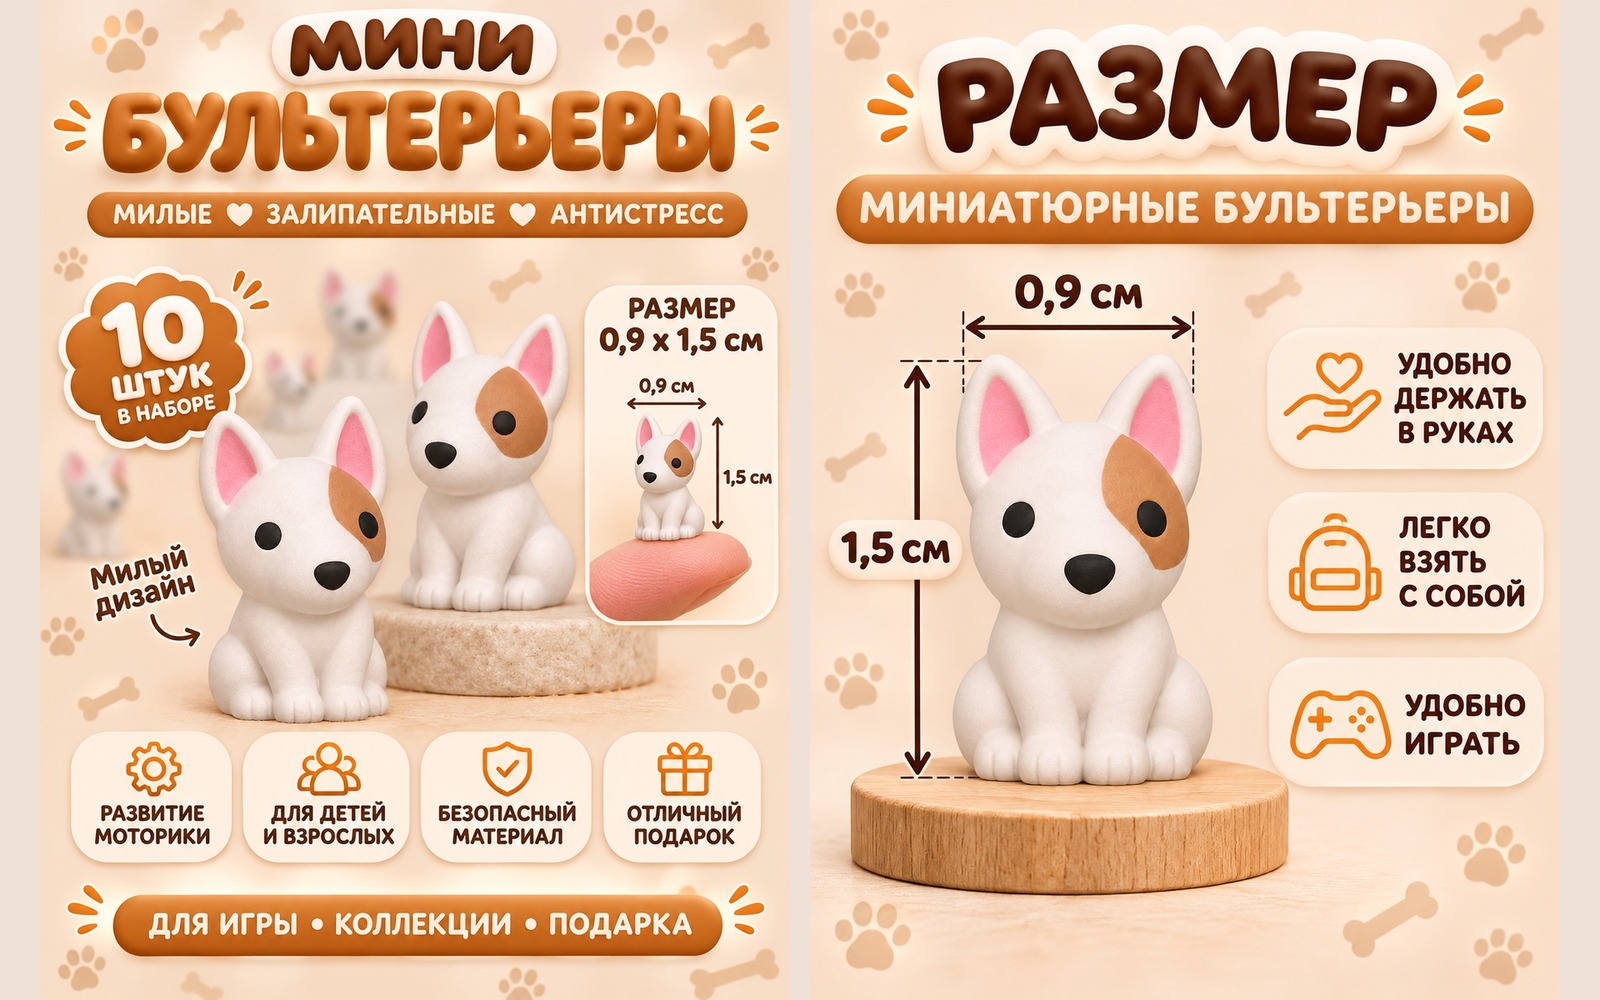 МИНИ
БУЛЬТЕРЬЕРЫ
МИЛЫЕ ЗАЛИПАТЕЛЬНЫЕ АНТИСТРЕСС
10
ШТУК
В НАБОРЕ
РАЗМЕР
0,9 x 1,5 см
0,9 см
1,5 см
Милый
дизайн
РАЗВИТИЕ
МОТОРИКИ
ДЛЯ ДЕТЕЙ
И ВЗРОСЛЫХ
БЕЗОПАСНЫЙ
МАТЕРИАЛ
ОТЛИЧНЫЙ
ПОДАРОК
ДЛЯ ИГРЫ • КОЛЛЕКЦИИ • ПОДАРКА
РАЗМЕР
МИНИАТЮРНЫЕ БУЛЬТЕРЬЕРЫ
0,9 см
1,5 см
УДОБНО
ДЕРЖАТЬ
В РУКАХ
ЛЕГКО
ВЗЯТЬ
С СОБОЙ
УДОБНО
ИГРАТЬ